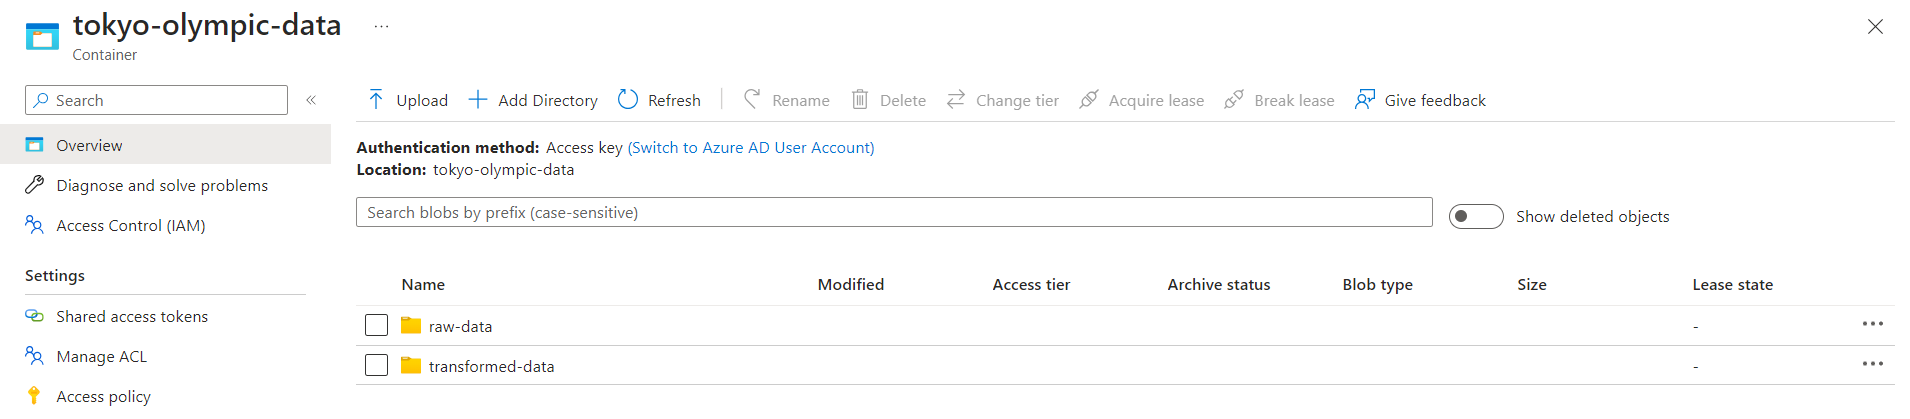 tokyo-olympic-data ...
Container
Search «
Overview
Diagnose and solve problems
Access Control (IAM)
Settings
Shared access tokens
Manage ACL
Access policy
Upload Add Directory Refresh Rename Delete Change tier Acquire lease Break lease Give feedback
Authentication method: Access key (Switch to Azure AD User Account)
Location: tokyo-olympic-data
Search blobs by prefix (case-sensitive) Show deleted objects
Name Modified Access tier Archive status Blob type Size Lease state
raw-data - ...
transformed-data - ...